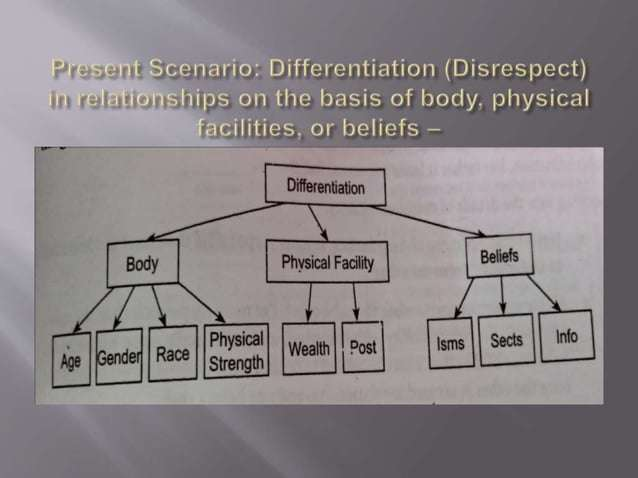 Present Scenario: Differentiation (Disrespect)
in relationships on the basis of body, physical
facilities, or beliefs –
Differentiation
Body
Physical Facility
Beliefs
Age
Gender
Race
Physical
Strength
Wealth
Post
Isms
Sects
Info